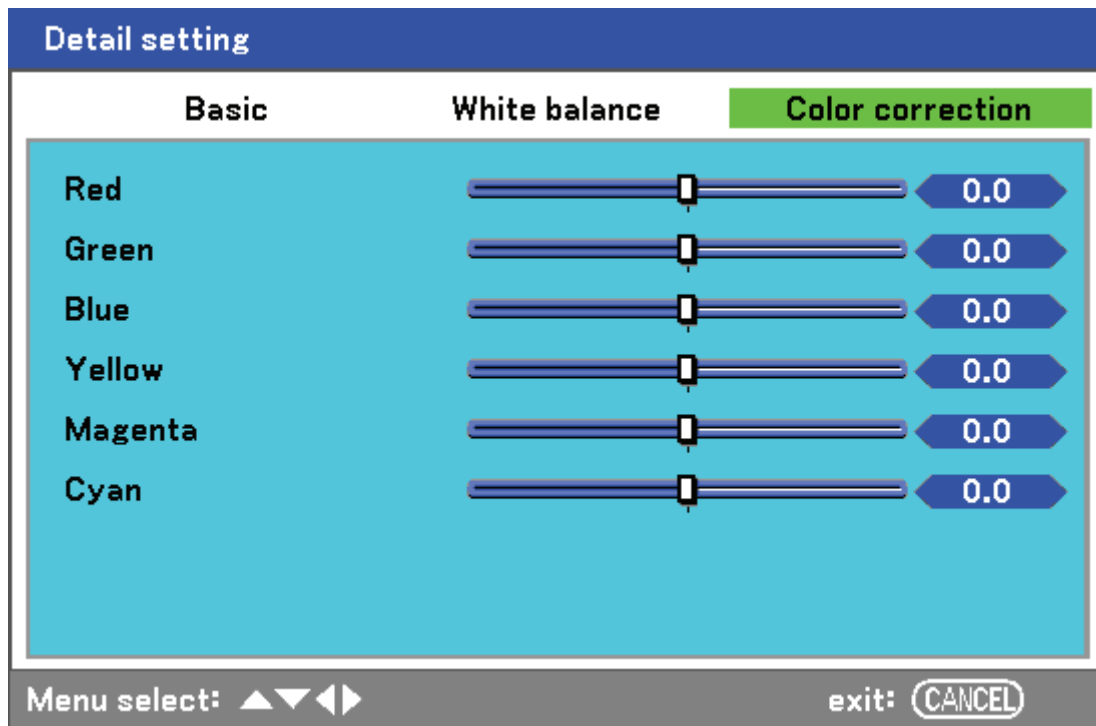 Detail setting
Basic White balance Color correction
Red 0.0
Green 0.0
Blue 0.0
Yellow 0.0
Magenta 0.0
Cyan 0.0
Menu select: ▲▼◀▶ exit: CANCEL